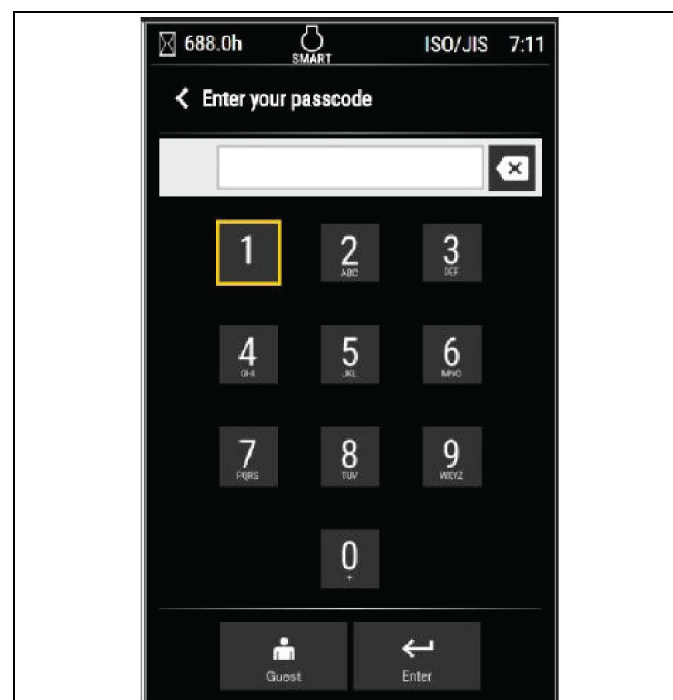 688.0h SMART ISO/JIS 7:11
Enter your passcode
1 2 3
ABC DEF
4 5 6
GHI JKL MNO
7 8 9
PQRS TUV WXYZ
0
+
Guest Enter